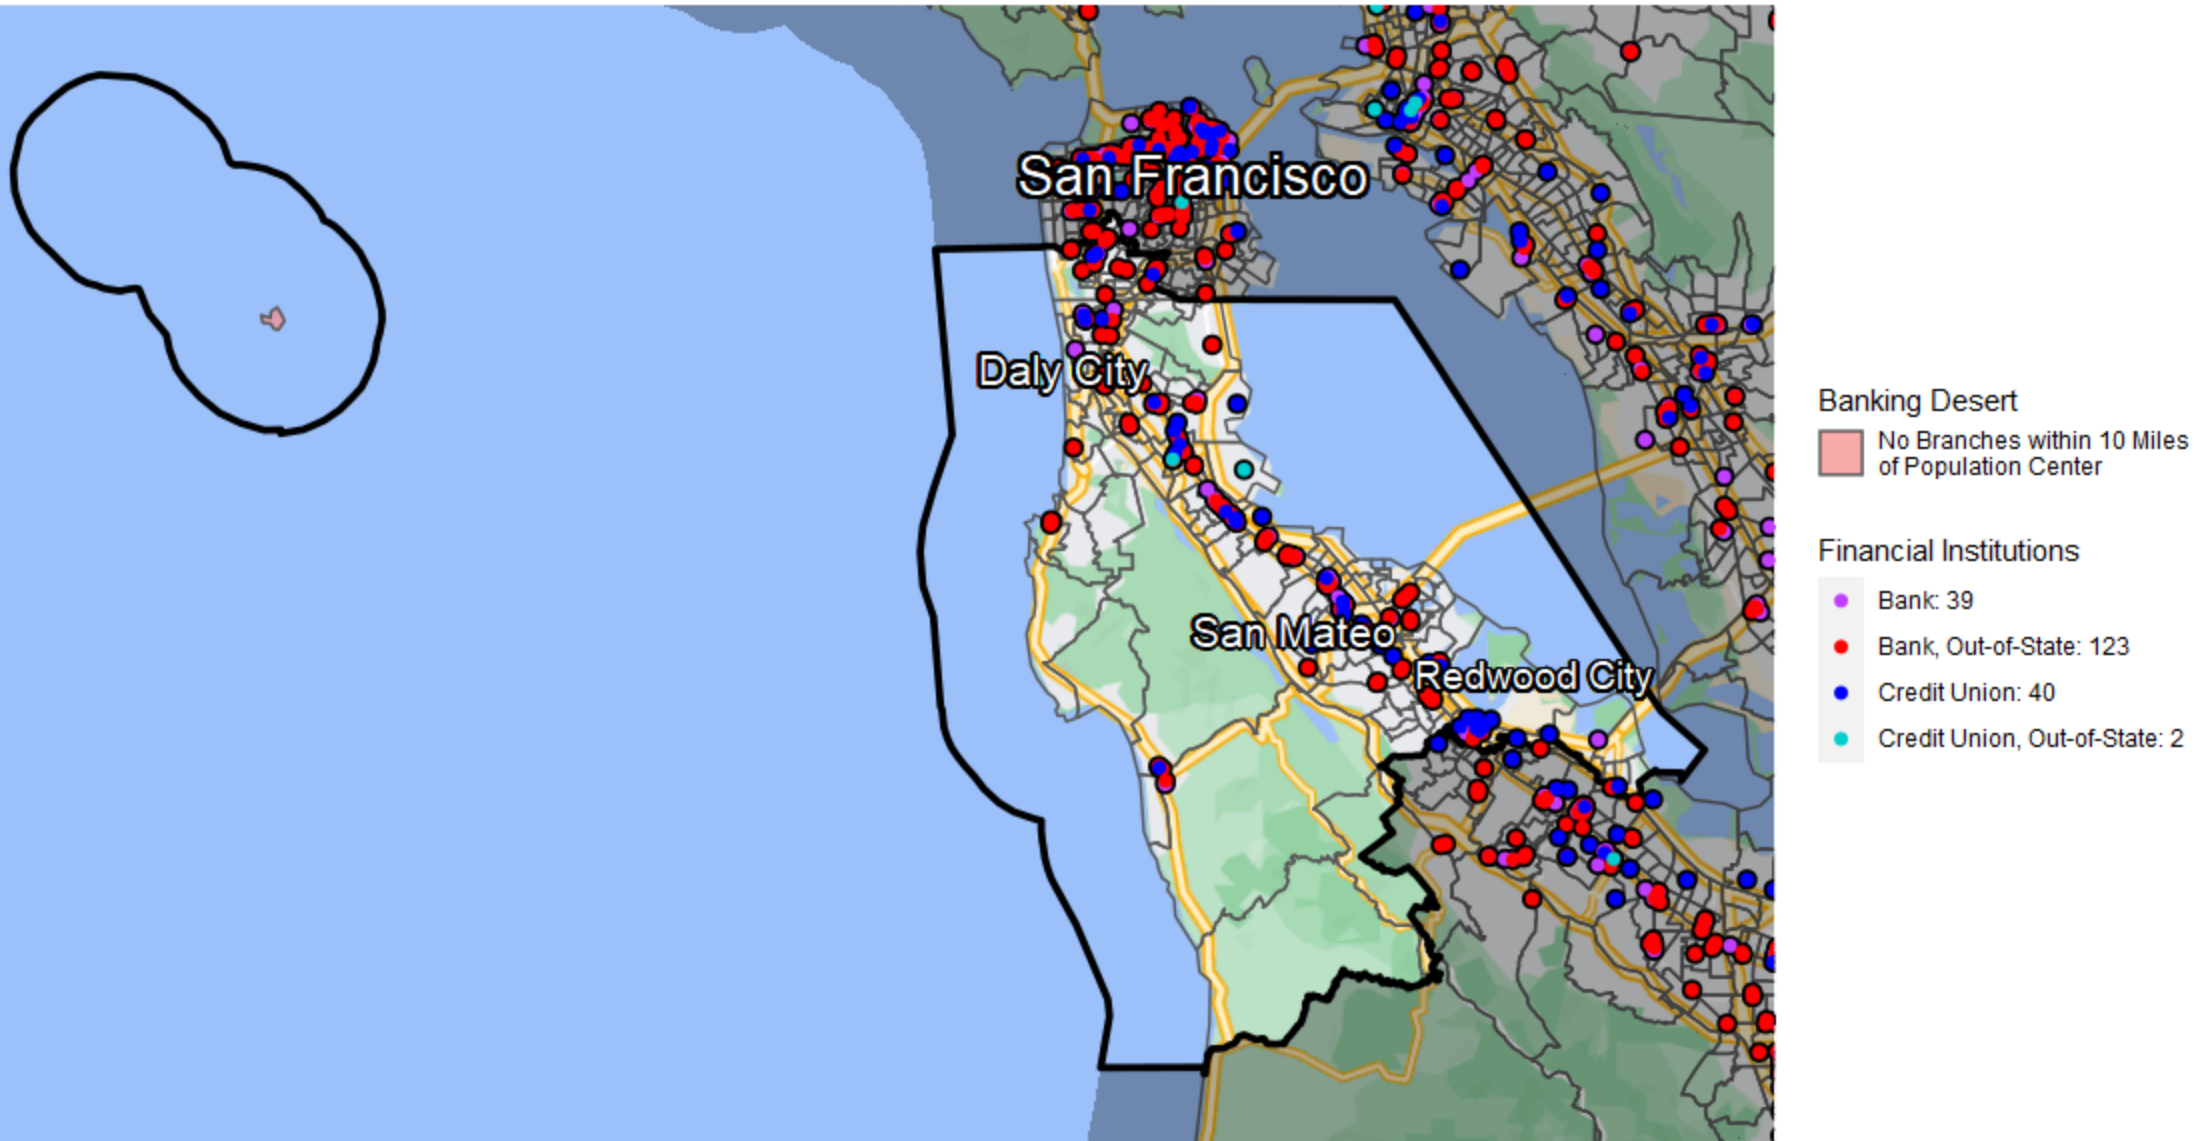 San Francisco
Daly City
San Mateo
Redwood City
Banking Desert
No Branches within 10 Miles
of Population Center
Financial Institutions
Bank: 39
Bank, Out-of-State: 123
Credit Union: 40
Credit Union, Out-of-State: 2